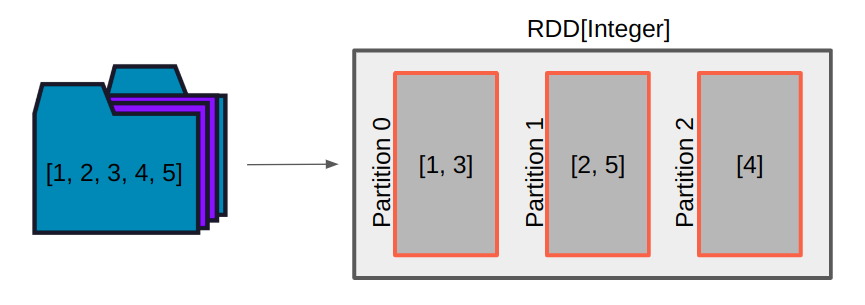 RDD[Integer]
[1, 2, 3, 4, 5]
Partition 0
[1, 3]
Partition 1
[2, 5]
Partition 2
[4]